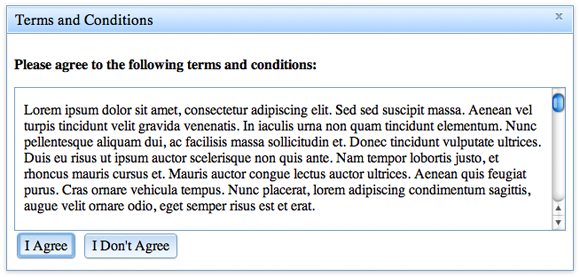 Terms and Conditions
x
Please agree to the following terms and conditions:
Lorem ipsum dolor sit amet, consectetur adipiscing elit. Sed sed suscipit massa. Aenean vel
turpis tincidunt velit gravida venenatis. In iaculis urna non quam tincidunt elementum. Nunc
pellentesque aliquam dui, ac facilisis massa sollicitudin et. Donec tincidunt vulputate ultrices.
Duis eu risus ut ipsum auctor scelerisque non quis ante. Nam tempor lobortis justo, et
rhoncus mauris cursus et. Mauris auctor congue lectus auctor ultrices. Aenean quis feugiat
purus. Cras ornare vehicula tempus. Nunc placerat, lorem adipiscing condimentum sagittis,
augue velit ornare odio, eget semper risus est et erat.
I Agree I Don't Agree